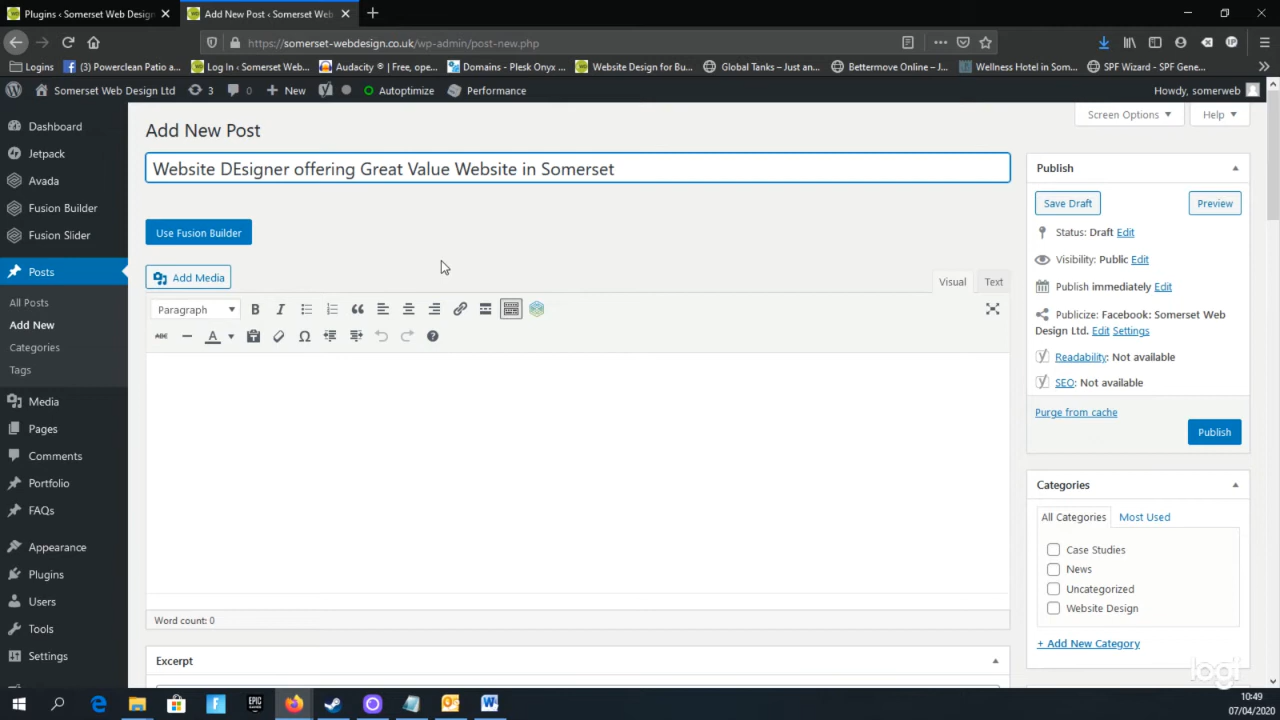 Plugins < Somerset Web Design
Add New Post < Somerset Web
https://somerset-webdesign.co.uk/wp-admin/post-new.php
Logins
(3) Powerclean Patio a...
Log In ‹ Somerset Web...
Audacity ® | Free, ope...
Domains - Plesk Onyx ...
Website Design for Bu...
Global Tanks – Just an...
Bettermove Online – J...
Wellness Hotel in Som...
SPF Wizard - SPF Gene...
Somerset Web Design Ltd
3
0
New
Autoptimize
Performance
Howdy, somerweb
Dashboard
Jetpack
Avada
Fusion Builder
Fusion Slider
Posts
All Posts
Add New
Categories
Tags
Media
Pages
Comments
Portfolio
FAQs
Appearance
Plugins
Users
Tools
Settings
Screen Options
Help
Add New Post
Website DEsigner offering Great Value Website in Somerset
Use Fusion Builder
Add Media
Visual
Text
Paragraph
B
I
ABC
A
Word count: 0
Excerpt
Publish
Save Draft
Preview
Status: Draft Edit
Visibility: Public Edit
Publish immediately Edit
Publicize: Facebook: Somerset Web
Design Ltd. Edit Settings
Readability: Not available
SEO: Not available
Purge from cache
Publish
Categories
All Categories
Most Used
Case Studies
News
Uncategorized
Website Design
+ Add New Category
logi
EPIC
GAMES
10:49
07/04/2020